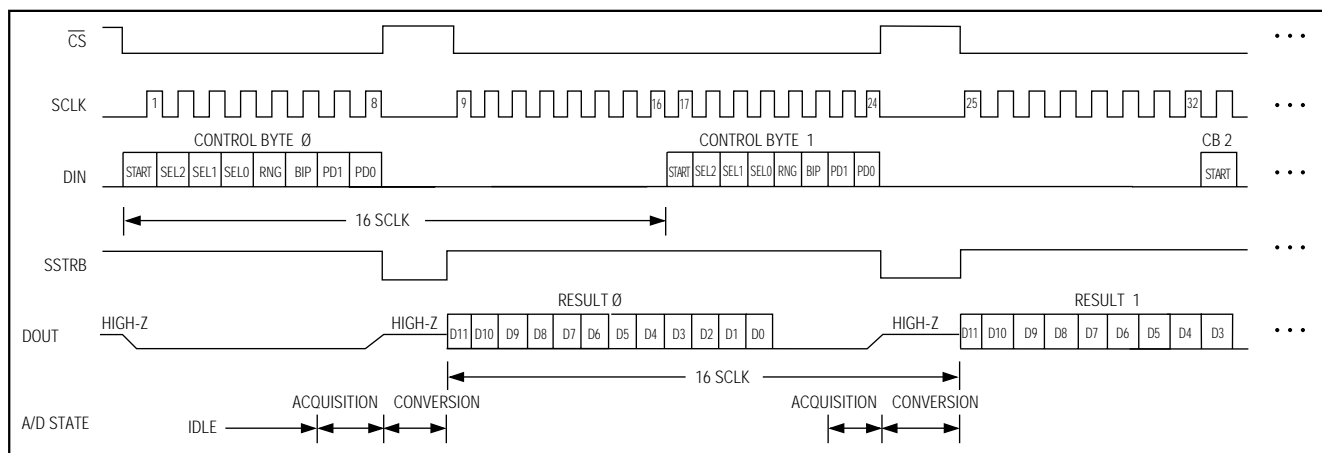 CS • • •
SCLK 1 8 9 16 17 24 25 32 • • •
CONTROL BYTE Ø CONTROL BYTE 1 CB 2
DIN START SEL2 SEL1 SEL0 RNG BIP PD1 PD0 START SEL2 SEL1 SEL0 RNG BIP PD1 PD0 START • • •
16 SCLK
SSTRB • • •
RESULT Ø RESULT 1
DOUT HIGH-Z HIGH-Z D11 D10 D9 D8 D7 D6 D5 D4 D3 D2 D1 D0 HIGH-Z D11 D10 D9 D8 D7 D6 D5 D4 D3 • • •
16 SCLK
ACQUISITION CONVERSION ACQUISITION CONVERSION
A/D STATE IDLE